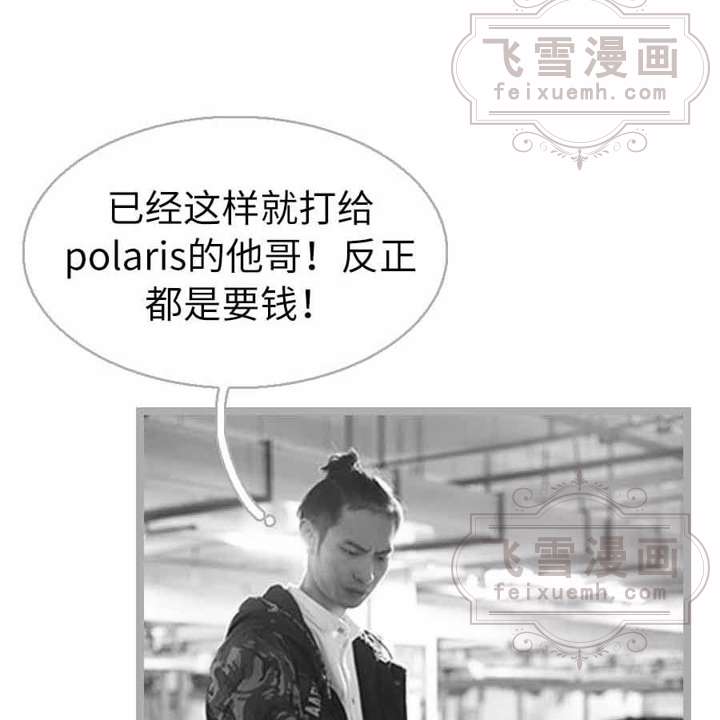 飞雪漫画
feixuemh.com
已经这样就打给
polaris的他哥！反正
都是要钱！
飞雪漫画
feixuemh.com